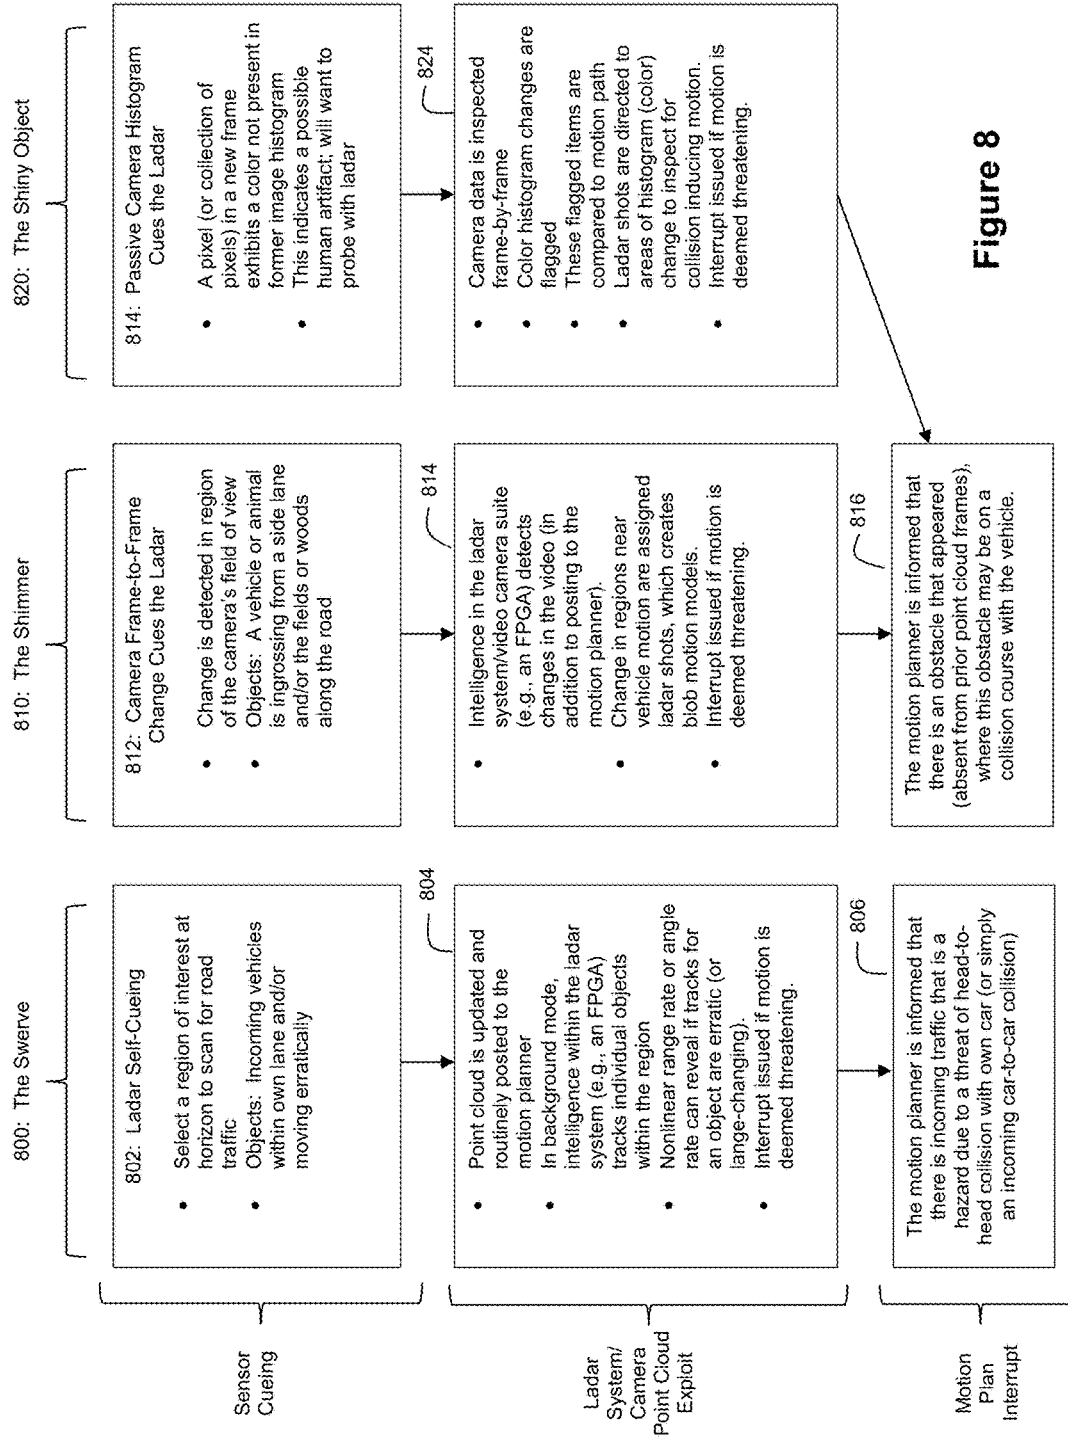 800: The Swerve
810: The Shimmer
820: The Shiny Object
Sensor
Cueing
802: Ladar Self-Cueing
• Select a region of interest at
horizon to scan for road
traffic
• Objects: Incoming vehicles
within own lane and/or
moving erratically
812: Camera Frame-to-Frame
Change Cues the Ladar
• Change is detected in region
of the camera's field of view
• Objects: A vehicle or animal
is ingrossing from a side lane
and/or the fields or woods
along the road
814: Passive Camera Histogram
Cues the Ladar
• A pixel (or collection of
pixels) in a new frame
exhibits a color not present in
former image histogram
• This indicates a possible
human artifact; will want to
probe with ladar
Ladar
System/
Camera
Point Cloud
Exploit
804
• Point cloud is updated and
routinely posted to the
motion planner
• In background mode,
intelligence within the ladar
system (e.g., an FPGA)
tracks individual objects
within the region
• Nonlinear range rate or angle
rate can reveal if tracks for
an object are erratic (or
lange-changing).
• Interrupt issued if motion is
deemed threatening.
814
• Intelligence in the ladar
system/video camera suite
(e.g., an FPGA) detects
changes in the video (in
addition to posting to the
motion planner).
• Change in regions near
vehicle motion are assigned
ladar shots, which creates
blob motion models.
• Interrupt issued if motion is
deemed threatening.
824
• Camera data is inspected
frame-by-frame
• Color histogram changes are
flagged
• These flagged items are
compared to motion path
• Ladar shots are directed to
areas of histogram (color)
change to inspect for
collision inducing motion.
• Interrupt issued if motion is
deemed threatening.
Motion
Plan
Interrupt
806
The motion planner is informed that
there is incoming traffic that is a
hazard due to a threat of head-to-
head collision with own car (or simply
an incoming car-to-car collision)
816
The motion planner is informed that
there is an obstacle that appeared
(absent from prior point cloud frames),
where this obstacle may be on a
collision course with the vehicle.
Figure 8